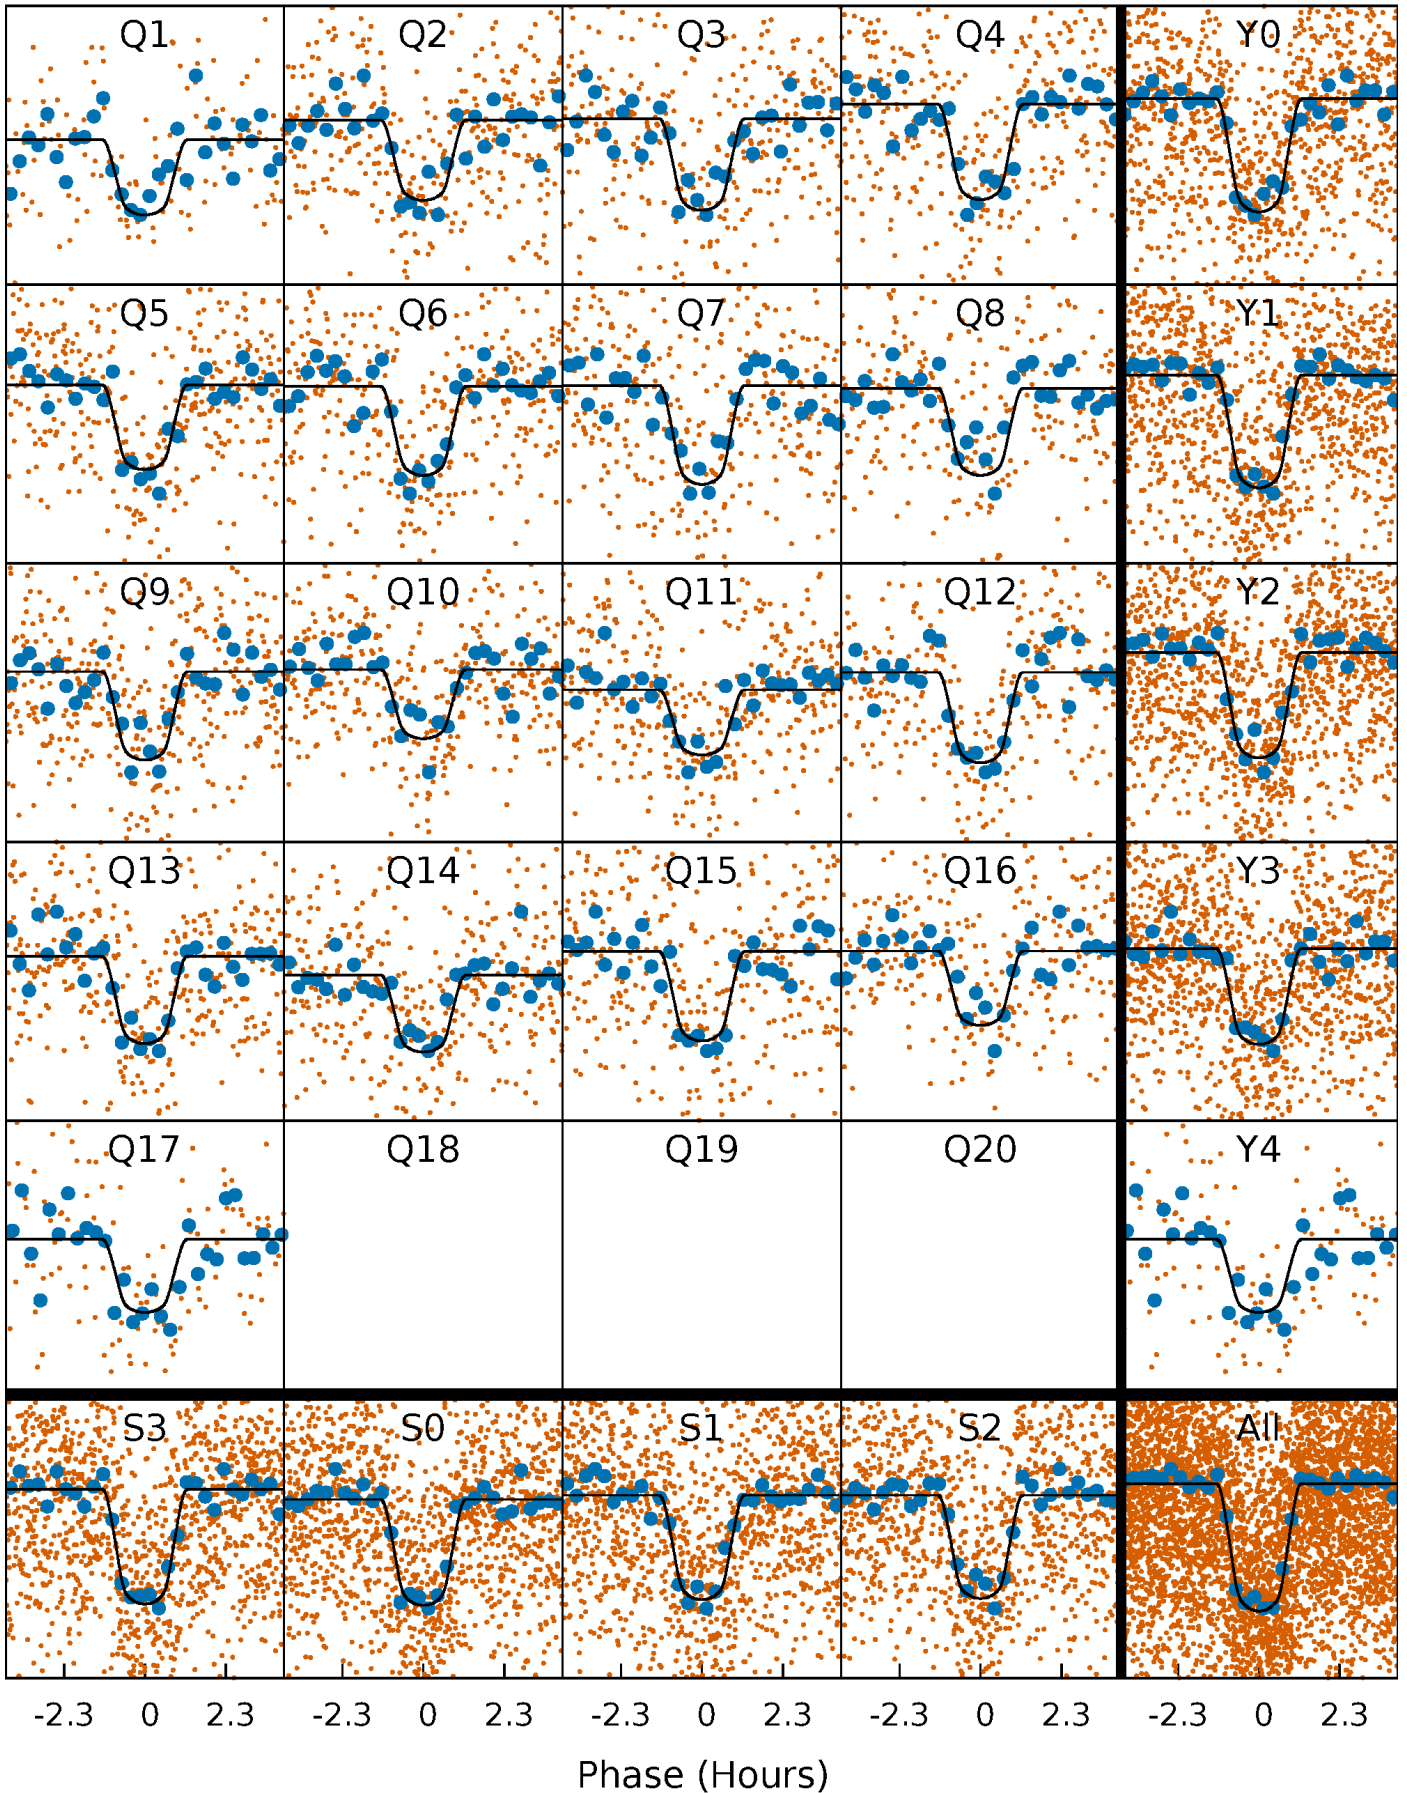 Q1 Q2 Q3 Q4 Y0
Q5 Q6 Q7 Q8 Y1
Q9 Q10 Q11 Q12 Y2
Q13 Q14 Q15 Q16 Y3
Q17 Q18 Q19 Q20 Y4
S3 S0 S1 S2 All
-2.3 0 2.3 -2.3 0 2.3 -2.3 0 2.3 -2.3 0 2.3 -2.3 0 2.3
Phase (Hours)